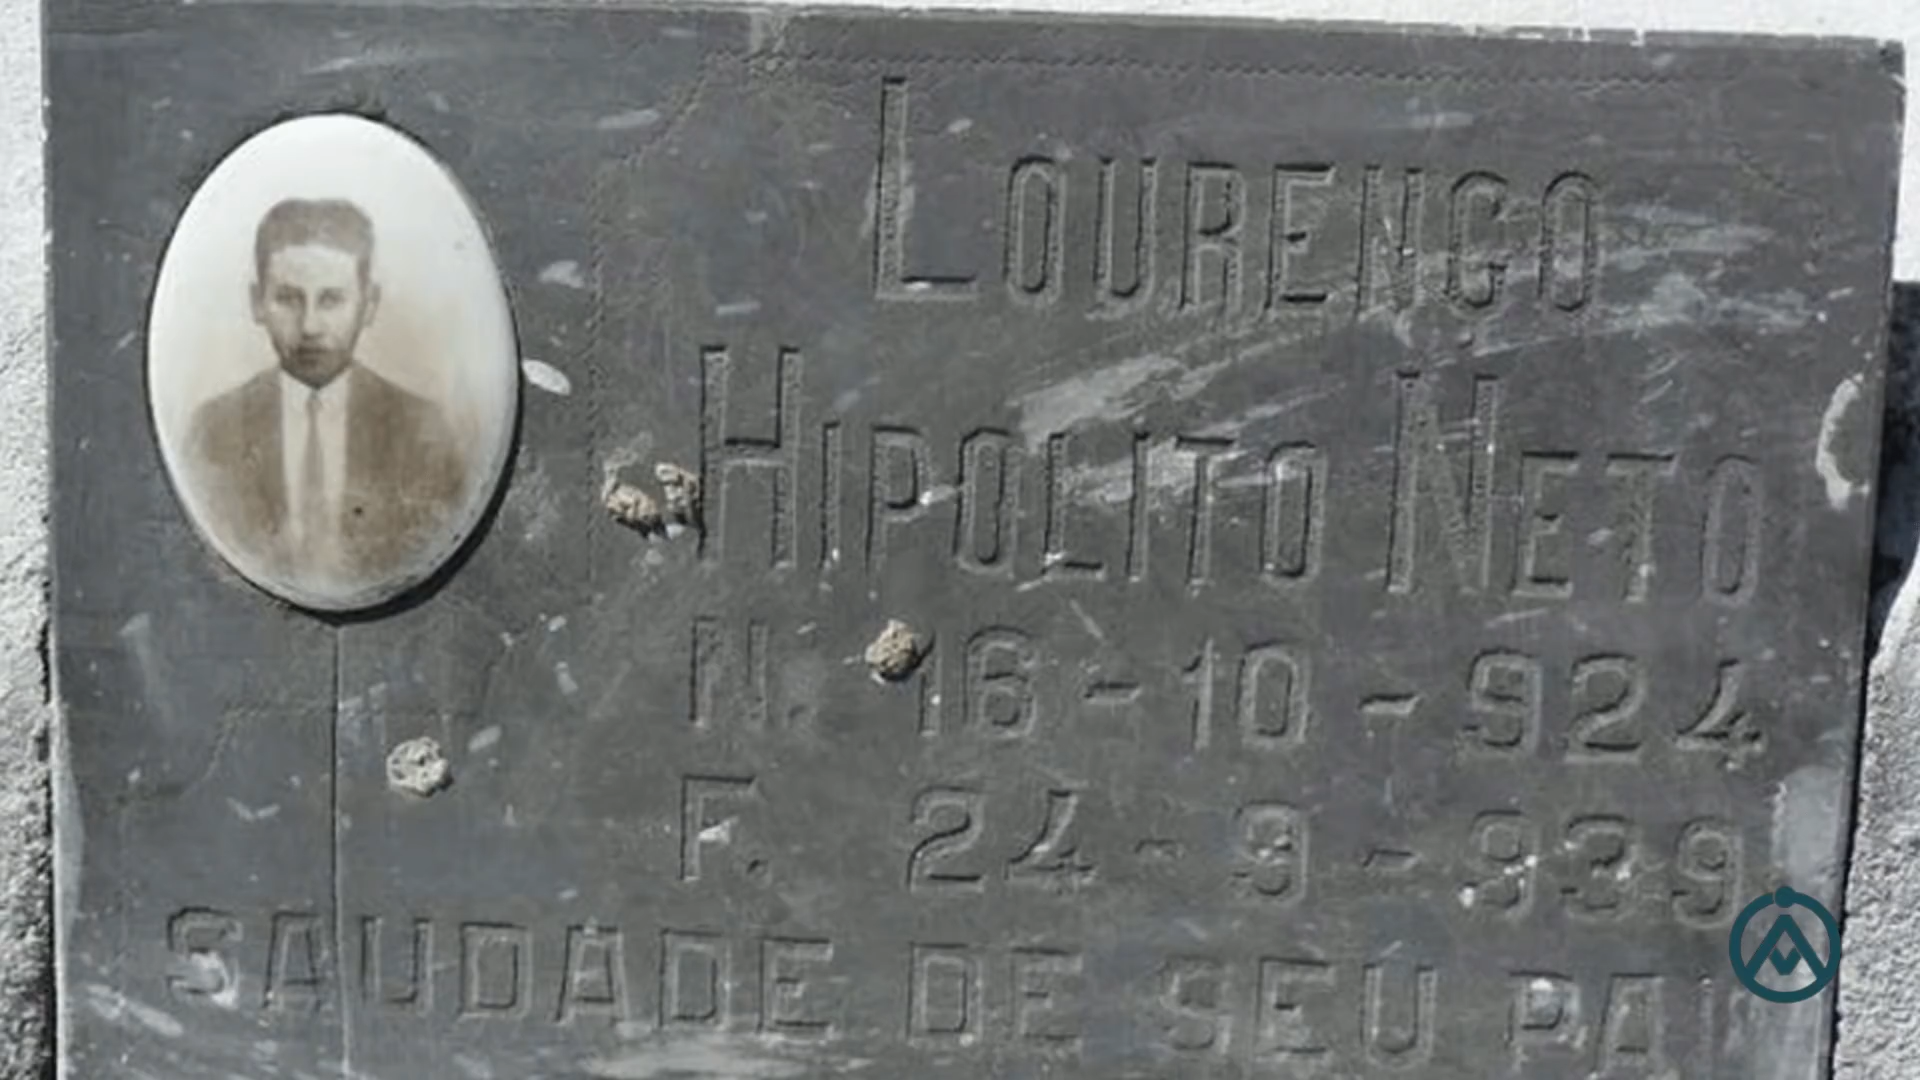 LOURENÇO
HIPOLITO NETO
N. 16-10-924
F. 24-9-939
SAUDADE DE SEU PAI